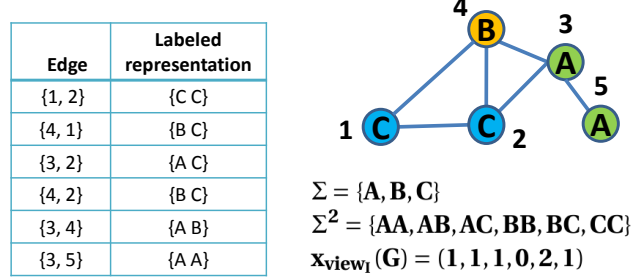 Edge Labeled representation
{1, 2} {C C}
{4, 1} {B C}
{3, 2} {A C}
{4, 2} {B C}
{3, 4} {A B}
{3, 5} {A A}
4 B
3
A
5
1 C C 2 A
Σ = {A, B, C}
Σ² = {AA, AB, AC, BB, BC, CC}
x_view_I (G) = (1, 1, 1, 0, 2, 1)